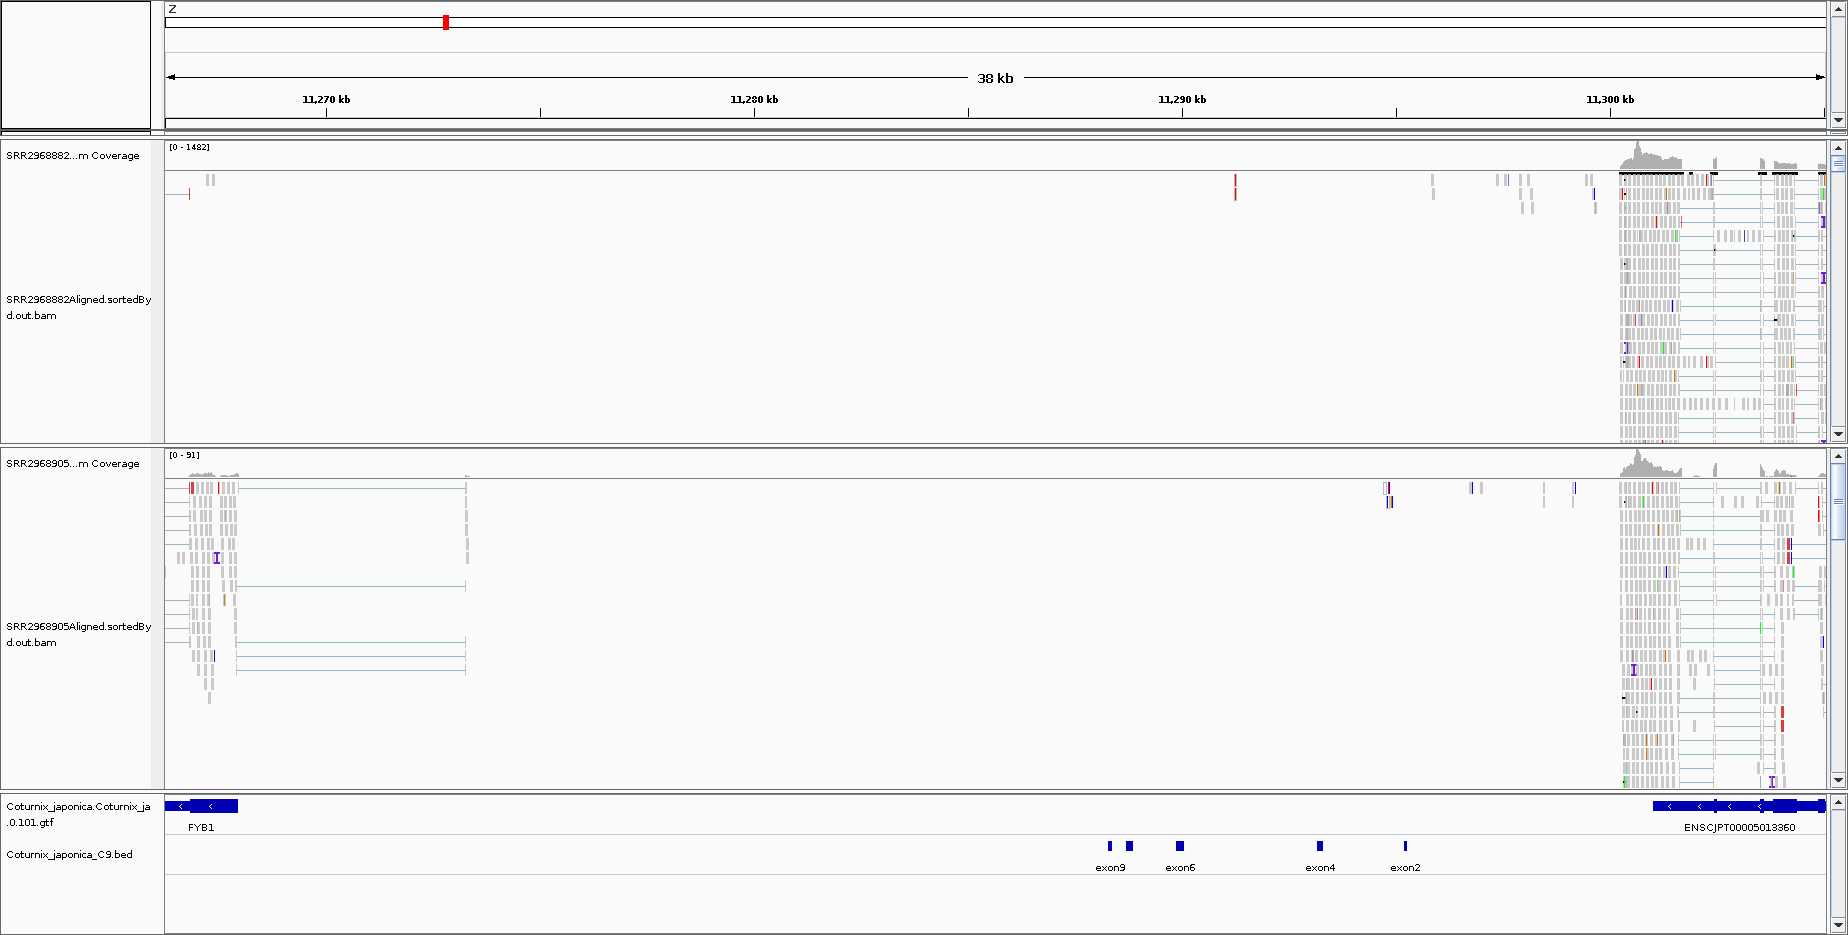 Z
38 kb
11,270 kb 11,280 kb 11,290 kb 11,300 kb
SRR2968882...m Coverage
[0 - 1482]
SRR2968882Aligned.sortedBy
d.out.bam
SRR2968905...m Coverage
[0 - 91]
SRR2968905Aligned.sortedBy
d.out.bam
Coturnix_japonica.Coturnix_ja
.0.101.gtf
FYB1 ENSCJPT00005013360
Coturnix_japonica_C9.bed
exon9 exon6 exon4 exon2